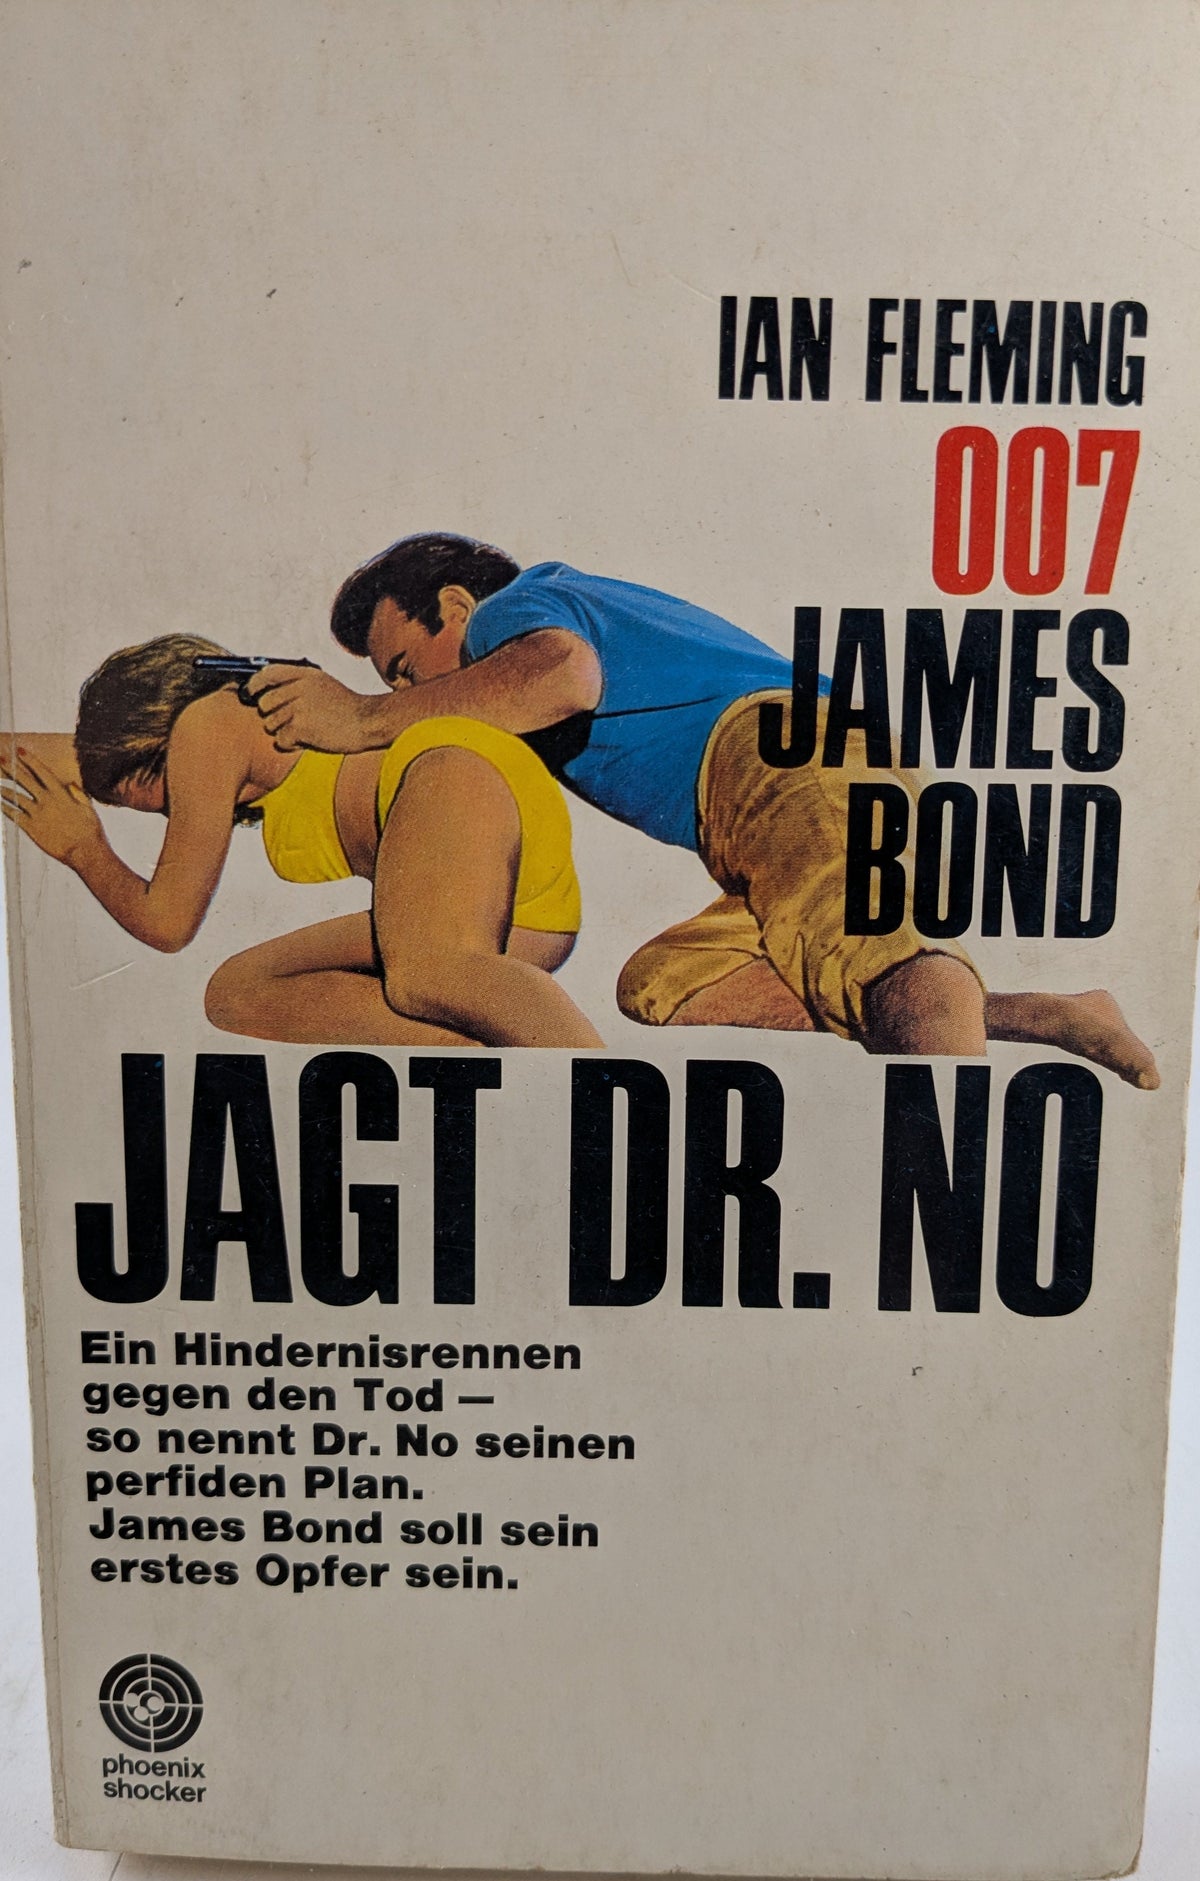 IAN FLEMING
007
JAMES
BOND
JAGT DR. NO
Ein Hindernisrennen
gegen den Tod —
so nennt Dr. No seinen
perfiden Plan.
James Bond soll sein
erstes Opfer sein.
phoenix
shocker